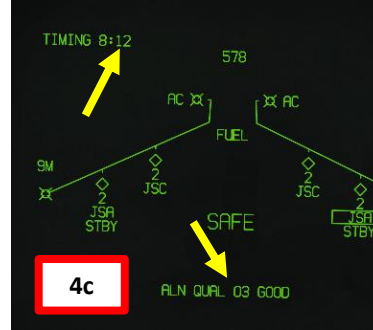 TIMING 8:12
578
AC AC
FUEL
9M
2 2 2 2
JSA JSC JSC JSA
STBY STBY
SAFE
4c
ALN QUAL 03 GOOD